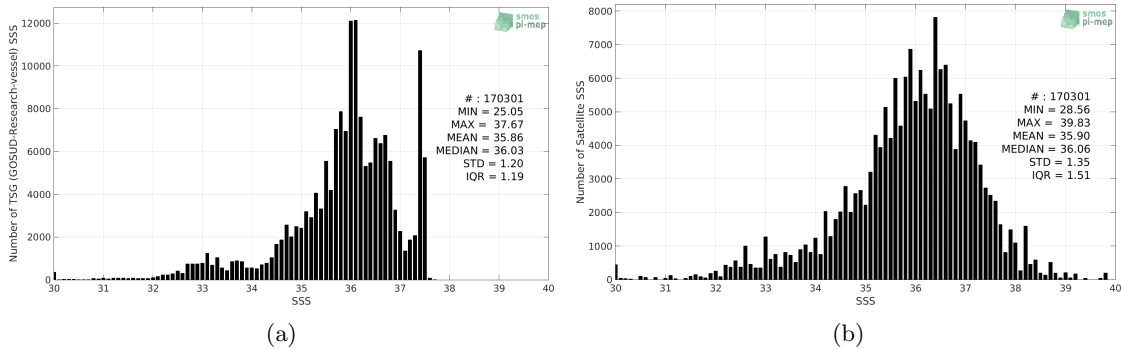 12000
10000
8000
6000
4000
2000
0
Number of TSG (GOSUD-Research-vessel) SSS
smos
pi-mep
# : 170301
MIN = 25.05
MAX = 37.67
MEAN = 35.86
MEDIAN = 36.03
STD = 1.20
IQR = 1.19
30 31 32 33 34 35 36 37 38 39 40
SSS
(a)
8000
7000
6000
5000
4000
3000
2000
1000
0
Number of Satellite SSS
smos
pi-mep
# : 170301
MIN = 28.56
MAX = 39.83
MEAN = 35.90
MEDIAN = 36.06
STD = 1.35
IQR = 1.51
30 31 32 33 34 35 36 37 38 39 40
SSS
(b)